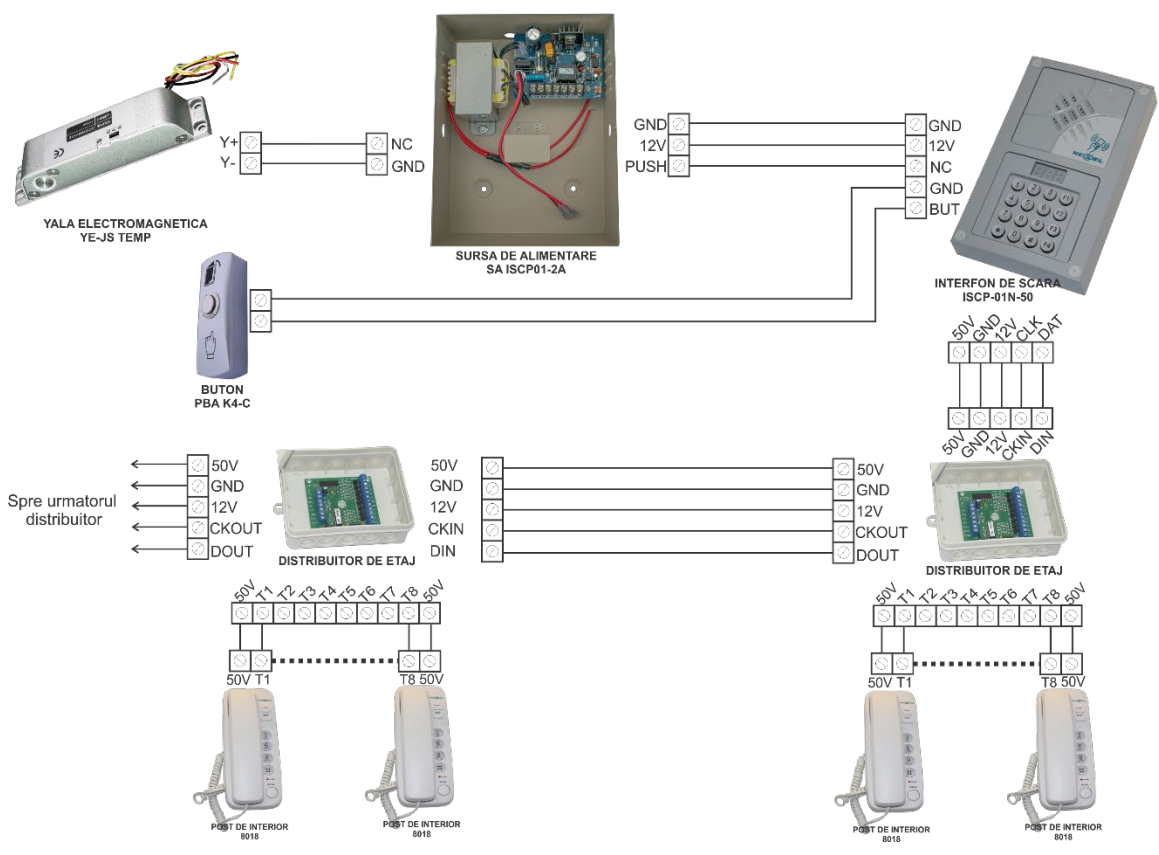 Y+
Y-
NC
GND
GND
12V
PUSH
GND
12V
NC
GND
BUT
YALA ELECTROMAGNETICA
YE-JS TEMP
SURSA DE ALIMENTARE
SA ISCP01-2A
INTERFON DE SCARA
ISCP-01N-50
BUTON
PBA K4-C
50V GND 12V CLK DAT
50V GND 12V CKIN DIN
Spre urmatorul
distribuitor
50V
GND
12V
CKOUT
DOUT
DISTRIBUITOR DE ETAJ
50V
GND
12V
CKIN
DIN
50V
GND
12V
CKOUT
DOUT
DISTRIBUITOR DE ETAJ
50V T1 T2 T3 T4 T5 T6 T7 T8 50V
50V T1 T8 50V
POST DE INTERIOR
8018
POST DE INTERIOR
8018
50V T1 T2 T3 T4 T5 T6 T7 T8 50V
50V T1 T8 50V
POST DE INTERIOR
8018
POST DE INTERIOR
8018